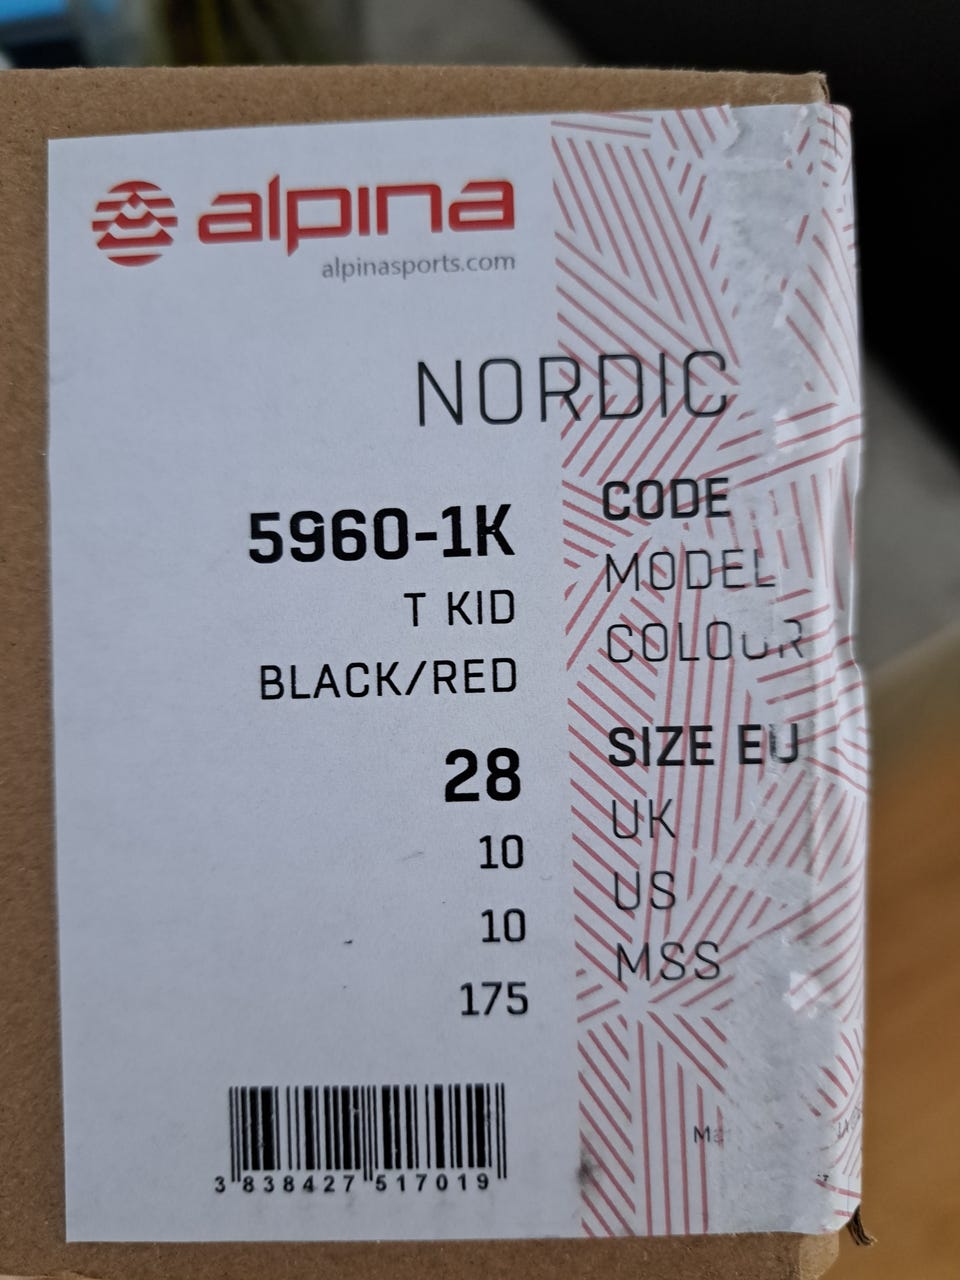 alpina
alpinasports.com
NORDIC
5960-1K CODE
T KID MODEL
BLACK/RED COLOUR
28 SIZE EU
10 UK
10 US
175 MSS
3 838427 517019